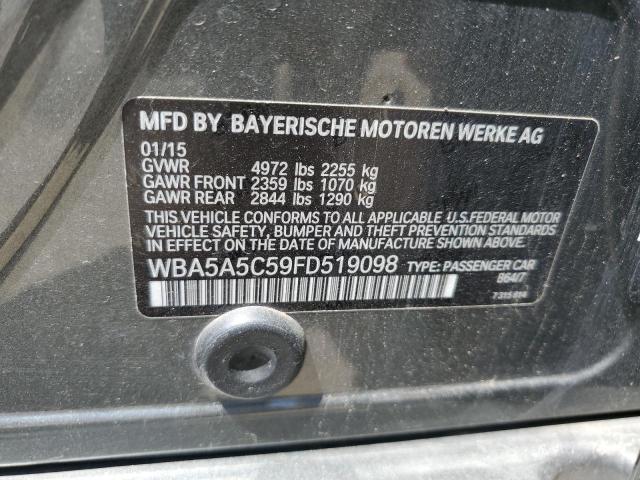 MFD BY BAYERISCHE MOTOREN WERKE AG
01/15
GVWR 4972 lbs 2255 kg
GAWR FRONT 2359 lbs 1070 kg
GAWR REAR 2844 lbs 1290 kg
THIS VEHICLE CONFORMS TO ALL APPLICABLE U.S.FEDERAL MOTOR
VEHICLE SAFETY, BUMPER AND THEFT PREVENTION STANDARDS IN
EFFECT ON THE DATE OF MANUFACTURE SHOWN ABOVE.
WBA5A5C59FD519098 TYPE: PASSENGER CAR